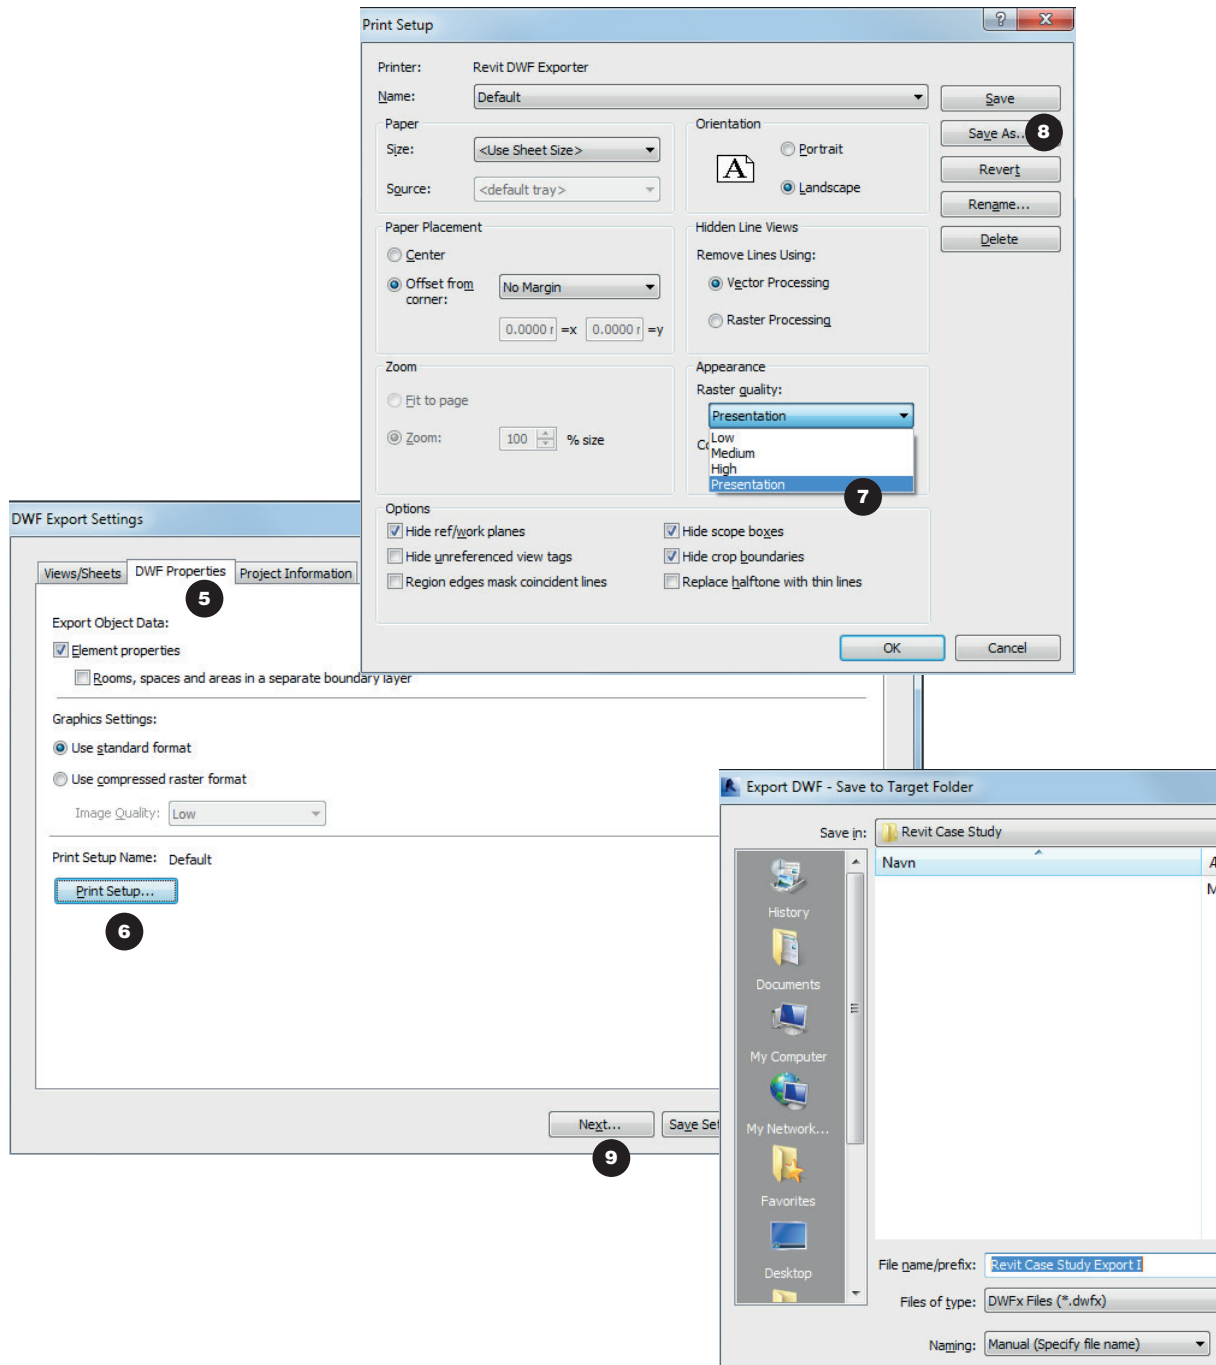 Print Setup
Printer: Revit DWF Exporter
Name: Default
Save
Paper
Size: <Use Sheet Size>
Source: <default tray>
Orientation
Portrait
Landscape
Save As..
8
Revert
Rename...
Delete
Paper Placement
Center
Offset from corner: No Margin
0.0000 =x 0.0000 =y
Hidden Line Views
Remove Lines Using:
Vector Processing
Raster Processing
Zoom
Fit to page
Zoom: 100 % size
Appearance
Raster quality:
Presentation
Low
Medium
High
Presentation
7
Options
Hide ref/work planes
Hide scope boxes
Hide unreferenced view tags
Hide crop boundaries
Region edges mask coincident lines
Replace halftone with thin lines
OK
Cancel
DWF Export Settings
Views/Sheets DWF Properties Project Information
5
Export Object Data:
Element properties
Rooms, spaces and areas in a separate boundary layer
Graphics Settings:
Use standard format
Use compressed raster format
Image Quality: Low
Print Setup Name: Default
Print Setup...
6
Next...
Save Set
9
Export DWF - Save to Target Folder
Save in: Revit Case Study
Navn
History
Documents
My Computer
My Network...
Favorites
Desktop
File name/prefix: Revit Case Study Export I
Files of type: DWFx Files (*.dwfx)
Naming: Manual (Specify file name)